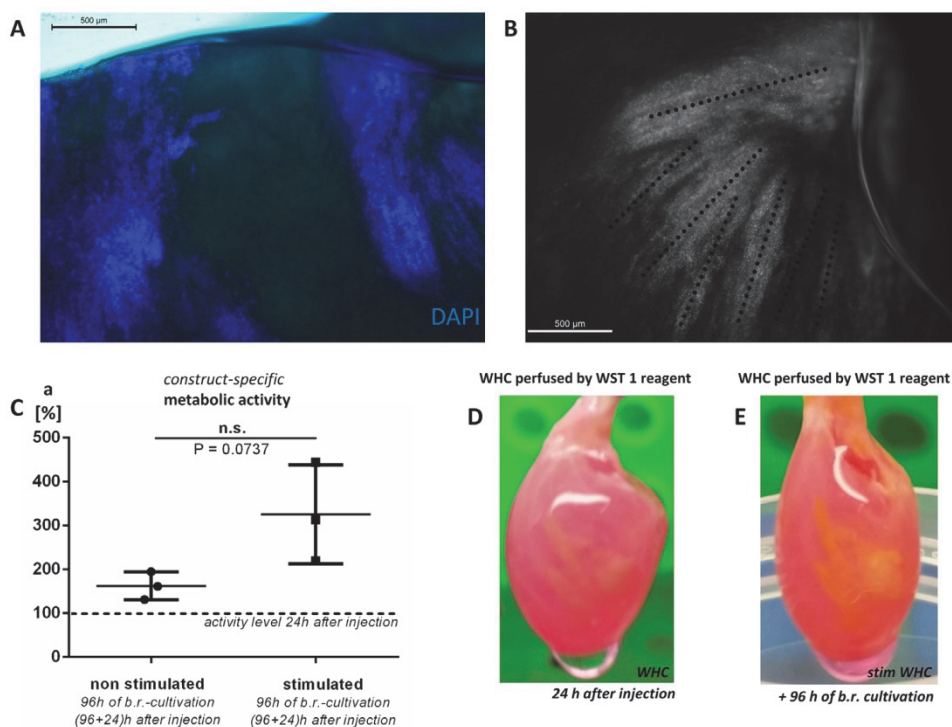 A
500 µm
DAPI
B
500 µm
C
construct-specific
metabolic activity
a
[%]
n.s.
P = 0.0737
500
400
300
200
100
0
activity level 24h after injection
non stimulated
96h of b.r.-cultivation
(96+24)h after injection
stimulated
96h of b.r.-cultivation
(96+24)h after injection
WHC perfused by WST 1 reagent
D
WHC
24 h after injection
WHC perfused by WST 1 reagent
E
stim WHC
+ 96 h of b.r. cultivation